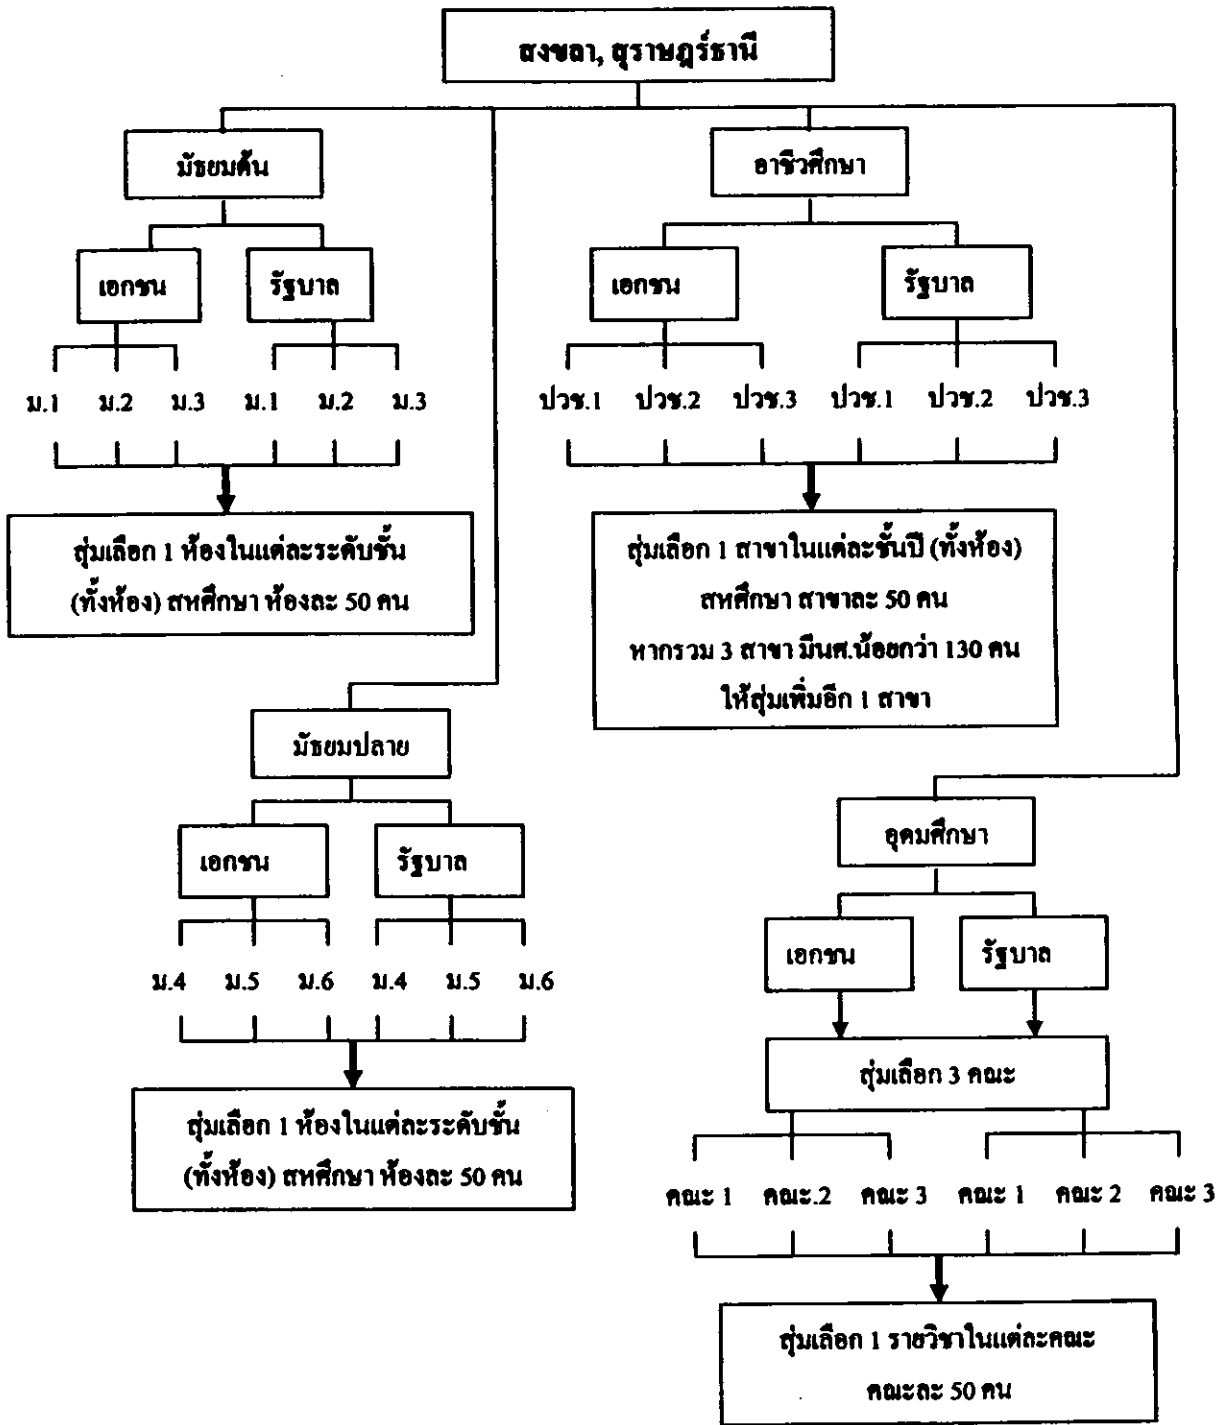 สงขลา, สุราษฎร์ธานี
มัธยมต้น
เอกชน
รัฐบาล
ม.1 ม.2 ม.3 ม.1 ม.2 ม.3
สุ่มเลือก 1 ห้องในแต่ละระดับชั้น
(ทั้งห้อง) สหศึกษา ห้องละ 50 คน
อาชีวศึกษา
เอกชน
รัฐบาล
ปวช.1 ปวช.2 ปวช.3 ปวช.1 ปวช.2 ปวช.3
สุ่มเลือก 1 สาขาในแต่ละชั้นปี (ทั้งห้อง)
สหศึกษา สาขาละ 50 คน
หากรวม 3 สาขา มีนศ.น้อยกว่า 130 คน
ให้สุ่มเพิ่มอีก 1 สาขา
มัธยมปลาย
เอกชน
รัฐบาล
ม.4 ม.5 ม.6 ม.4 ม.5 ม.6
สุ่มเลือก 1 ห้องในแต่ละระดับชั้น
(ทั้งห้อง) สหศึกษา ห้องละ 50 คน
อุดมศึกษา
เอกชน
รัฐบาล
สุ่มเลือก 3 คณะ
คณะ 1 คณะ.2 คณะ 3 คณะ 1 คณะ 2 คณะ 3
สุ่มเลือก 1 รายวิชาในแต่ละคณะ
คณะละ 50 คน